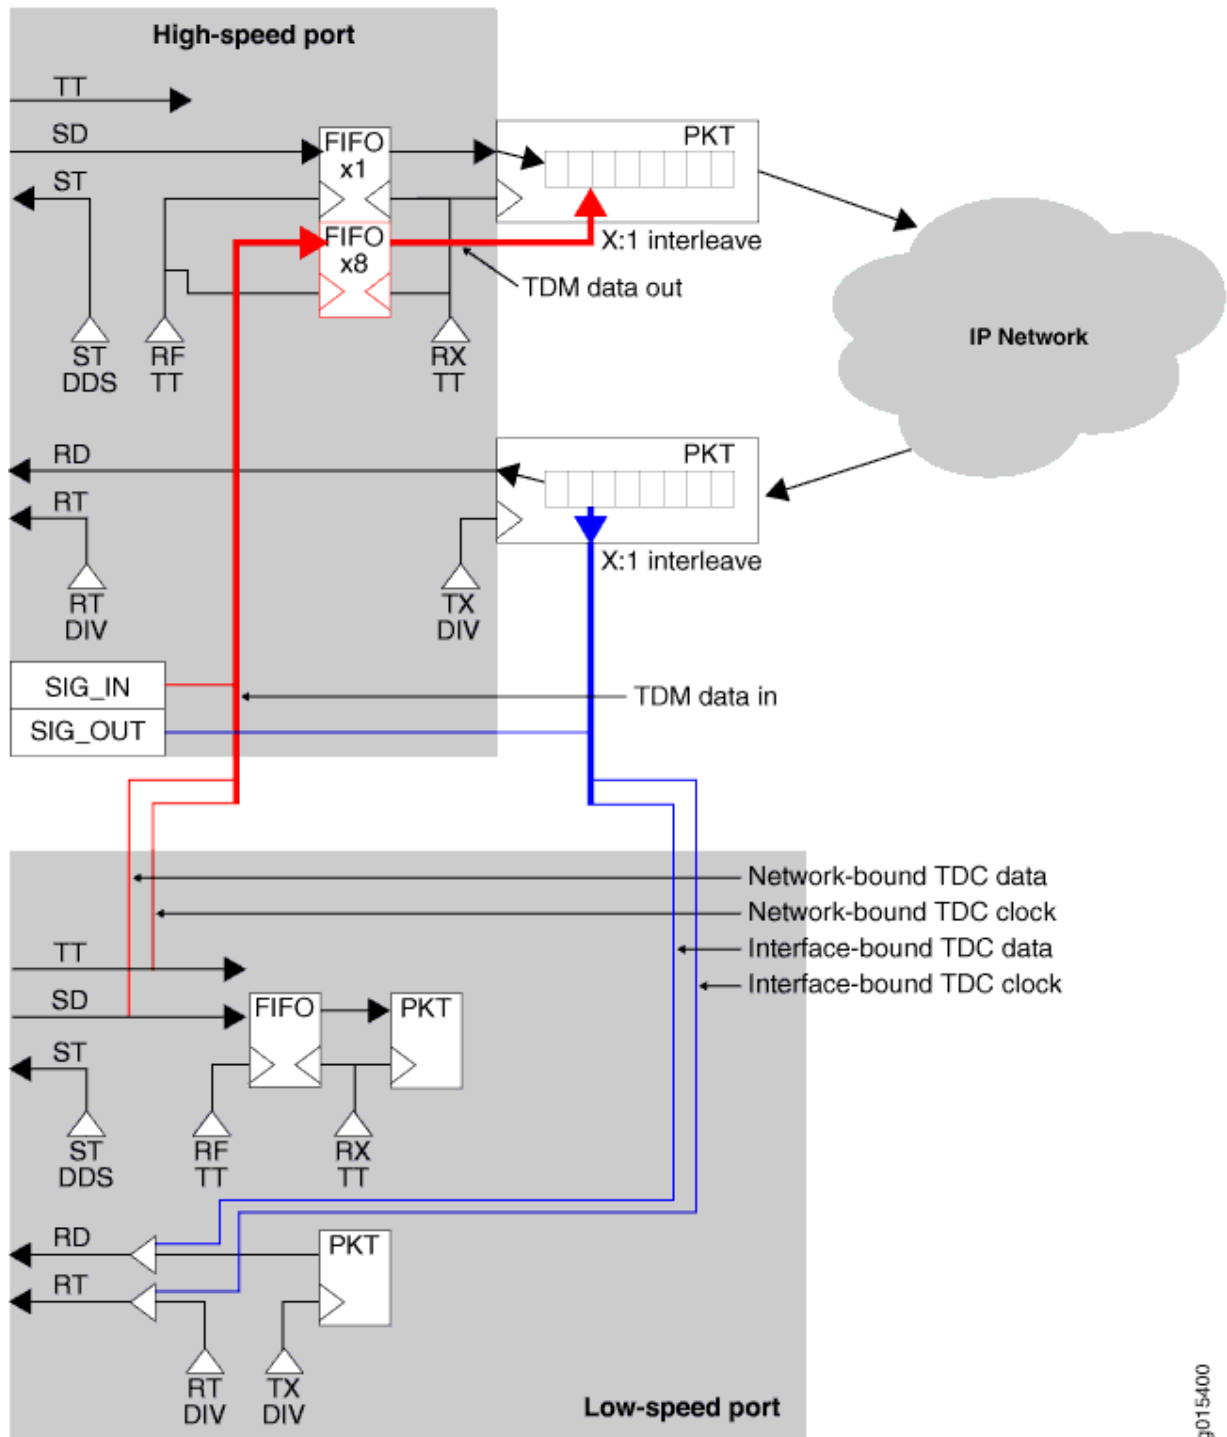 High-speed port
TT
SD
ST
FIFO
x1
PKT
FIFO
x8
X:1 interleave
TDM data out
ST
DDS
RF
TT
RX
TT
IP Network
RD
PKT
RT
X:1 interleave
RT
DIV
TX
DIV
SIG_IN
TDM data in
SIG_OUT
Network-bound TDC data
Network-bound TDC clock
Interface-bound TDC data
Interface-bound TDC clock
TT
SD
FIFO
PKT
ST
ST
DDS
RF
TT
RX
TT
RD
PKT
RT
RT
DIV
TX
DIV
Low-speed port
g015400